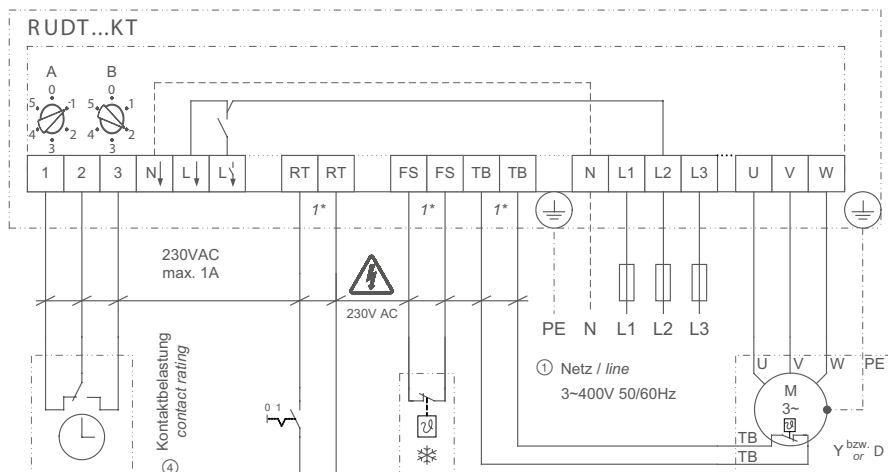 RUDT...KT
A B
0 0
5 1 5 1
4 2 4 2
3 3
1 2 3 N L L RT RT FS FS TB TB N L1 L2 L3 U V W
1* 1* 1*
230VAC
max. 1A
230V AC
PE N L1 L2 L3
① Netz / line
3~400V 50/60Hz
Kontaktbelastung
contact rating
④
0 1
ϑ
U V W PE
M
3~
ϑ
TB
TB
Y bzw. or D